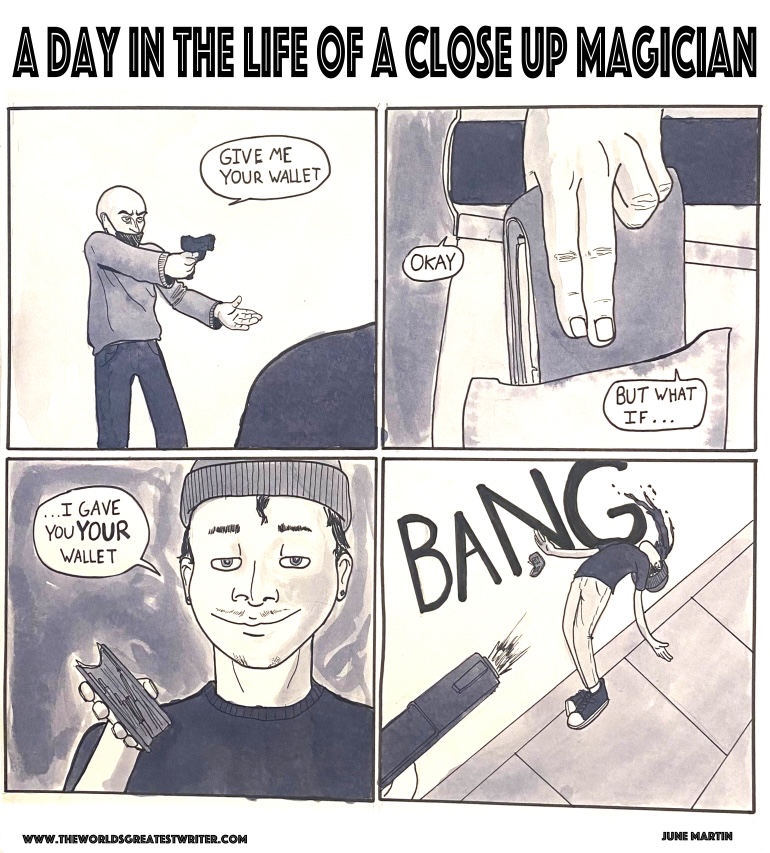 A DAY IN THE LIFE OF A CLOSE UP MAGICIAN
GIVE ME
YOUR WALLET
OKAY
BUT WHAT
IF...
...I GAVE
YOU YOUR
WALLET
BANG
WWW.THEWORLDSGREATESTWRITER.COM
JUNE MARTIN